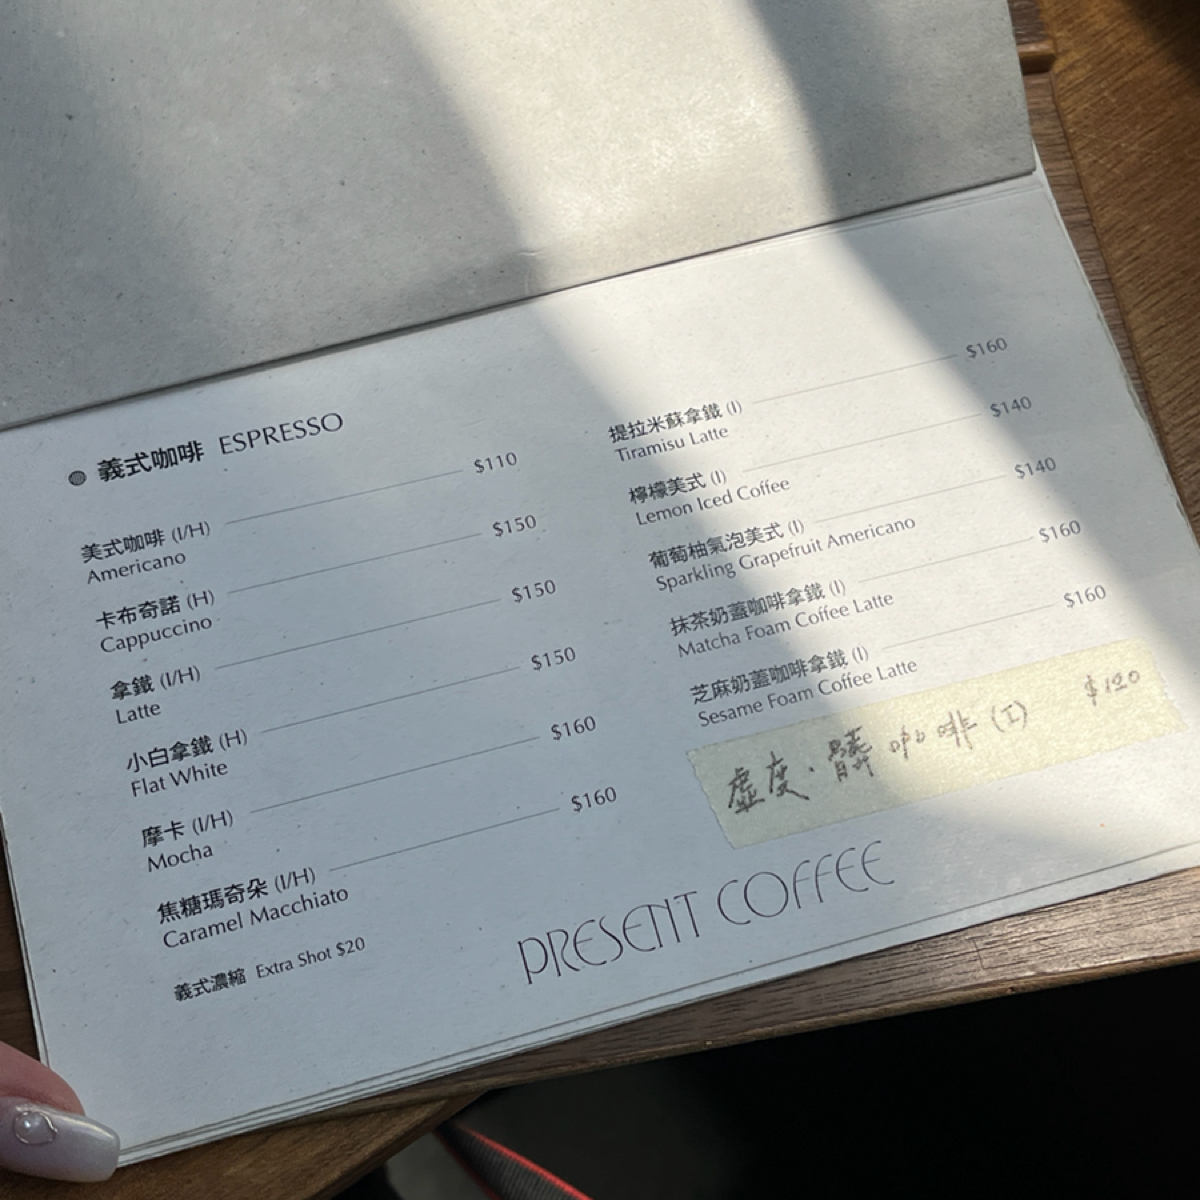 義式咖啡 ESPRESSO
美式咖啡 (I/H) $110
Americano
卡布奇諾 (H) $150
Cappuccino
拿鐵 (I/H) $150
Latte
小白拿鐵 (H) $150
Flat White
摩卡 (I/H) $160
Mocha
焦糖瑪奇朵 (I/H) $160
Caramel Macchiato
義式濃縮 Extra Shot $20
提拉米蘇拿鐵 (I) $160
Tiramisu Latte
檸檬美式 (I) $140
Lemon Iced Coffee
葡萄柚氣泡美式 (I) $140
Sparkling Grapefruit Americano
抹茶奶蓋咖啡拿鐵 (I) $160
Matcha Foam Coffee Latte
芝麻奶蓋咖啡拿鐵 (I) $160
Sesame Foam Coffee Latte
虛度·髒咖啡 (I) $120
PRESENT COFFEE